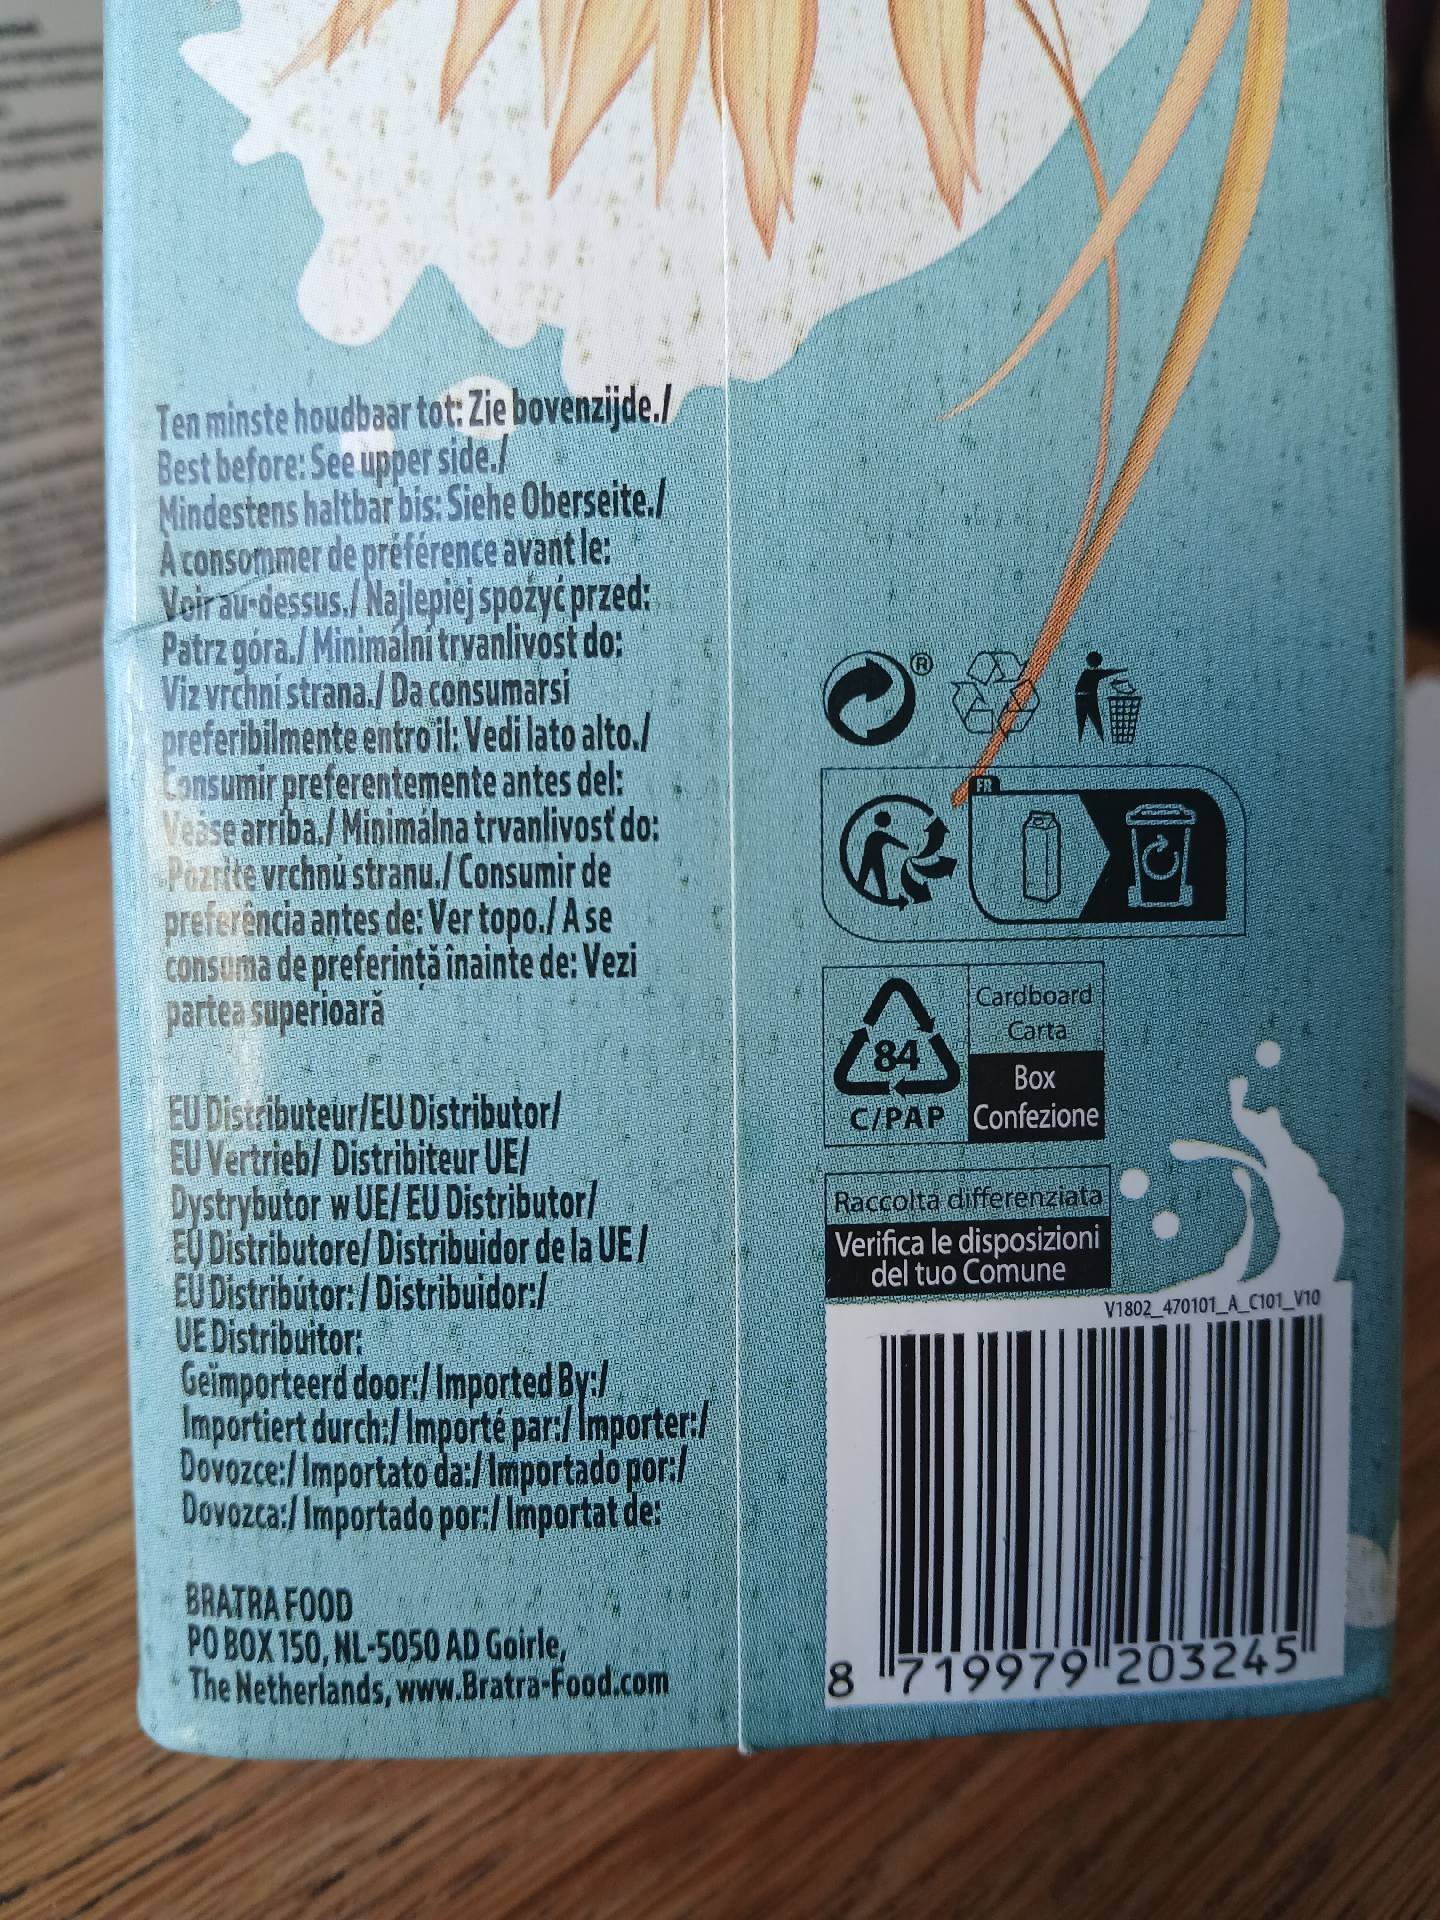 Ten minste houdbaar tot: Zie bovenzijde./
Best before: See upper side./
Mindestens haltbar bis: Siehe Oberseite./
À consommer de préférence avant le:
Voir au-dessus./ Najlepiej spożyć przed:
Patrz góra./ Minimální trvanlivost do:
Viz vrchní strana./ Da consumarsi
preferibilmente entro il: Vedi lato alto./
Consumir preferentemente antes del:
Véase arriba./ Minimálna trvanlivosť do:
Pozrite vrchnú stranu./ Consumir de
preferência antes de: Ver topo./ A se
consuma de preferință înainte de: Vezi
partea superioară
EU Distributeur/EU Distributor/
EU Vertrieb/ Distribiteur UE/
Dystrybutor w UE/ EU Distributor/
EU Distributore/ Distribuidor de la UE/
EU Distribútor:/ Distribuidor:/
UE Distribuitor:
Geïmporteerd door:/ Imported By:/
Importiert durch:/ Importé par:/ Importer:/
Dovozce:/ Importato da:/ Importado por:/
Dovozca:/ Importado por:/ Importat de:
BRATRA FOOD
PO BOX 150, NL-5050 AD Goirle,
The Netherlands, www.Bratra-Food.com
®
FR
84
C/PAP
Cardboard
Carta
Box
Confezione
Raccolta differenziata
Verifica le disposizioni
del tuo Comune
V1802_470101_A_C101_V10
8 719979 203245